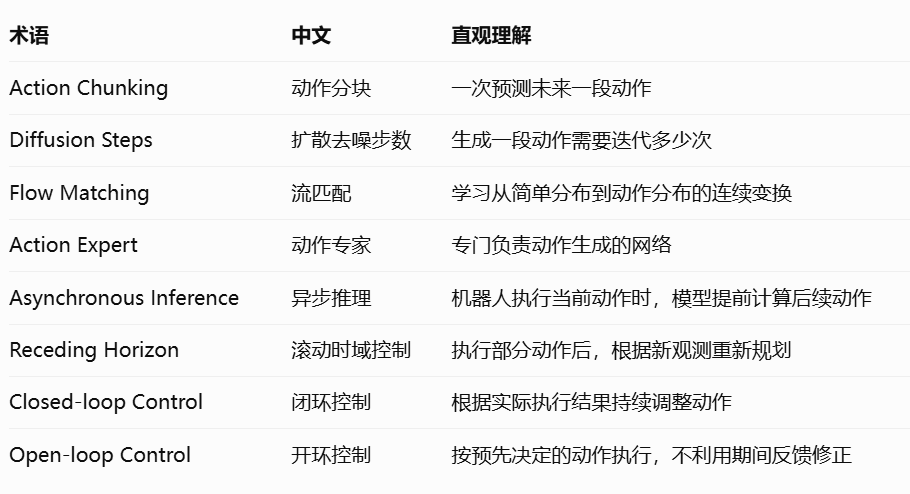 术语 中文 直观理解
Action Chunking 动作分块 一次预测未来一段动作
Diffusion Steps 扩散去噪步数 生成一段动作需要迭代多少次
Flow Matching 流匹配 学习从简单分布到动作分布的连续变换
Action Expert 动作专家 专门负责动作生成的网络
Asynchronous Inference 异步推理 机器人执行当前动作时，模型提前计算后续动作
Receding Horizon 滚动时域控制 执行部分动作后，根据新观测重新规划
Closed-loop Control 闭环控制 根据实际执行结果持续调整动作
Open-loop Control 开环控制 按预先决定的动作执行，不利用期间反馈修正